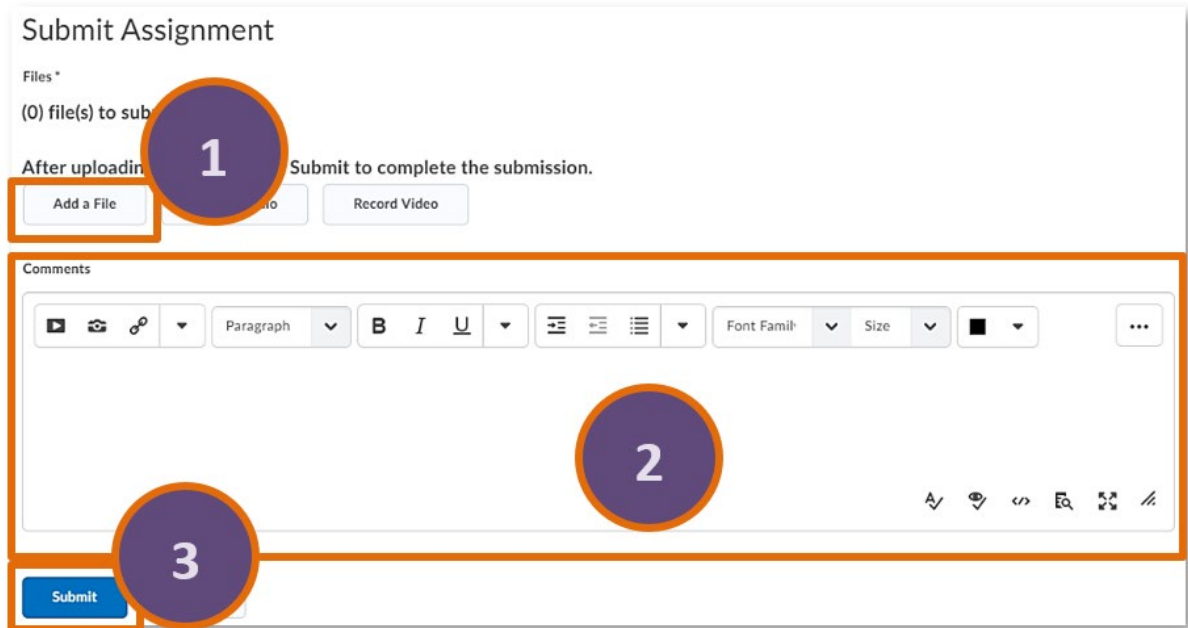 Submit Assignment
Files *
(0) file(s) to sub
1
After uploadin Submit to complete the submission.
Add a File Record Video
Comments
Paragraph B I U Font Famil Size
2
3
Submit